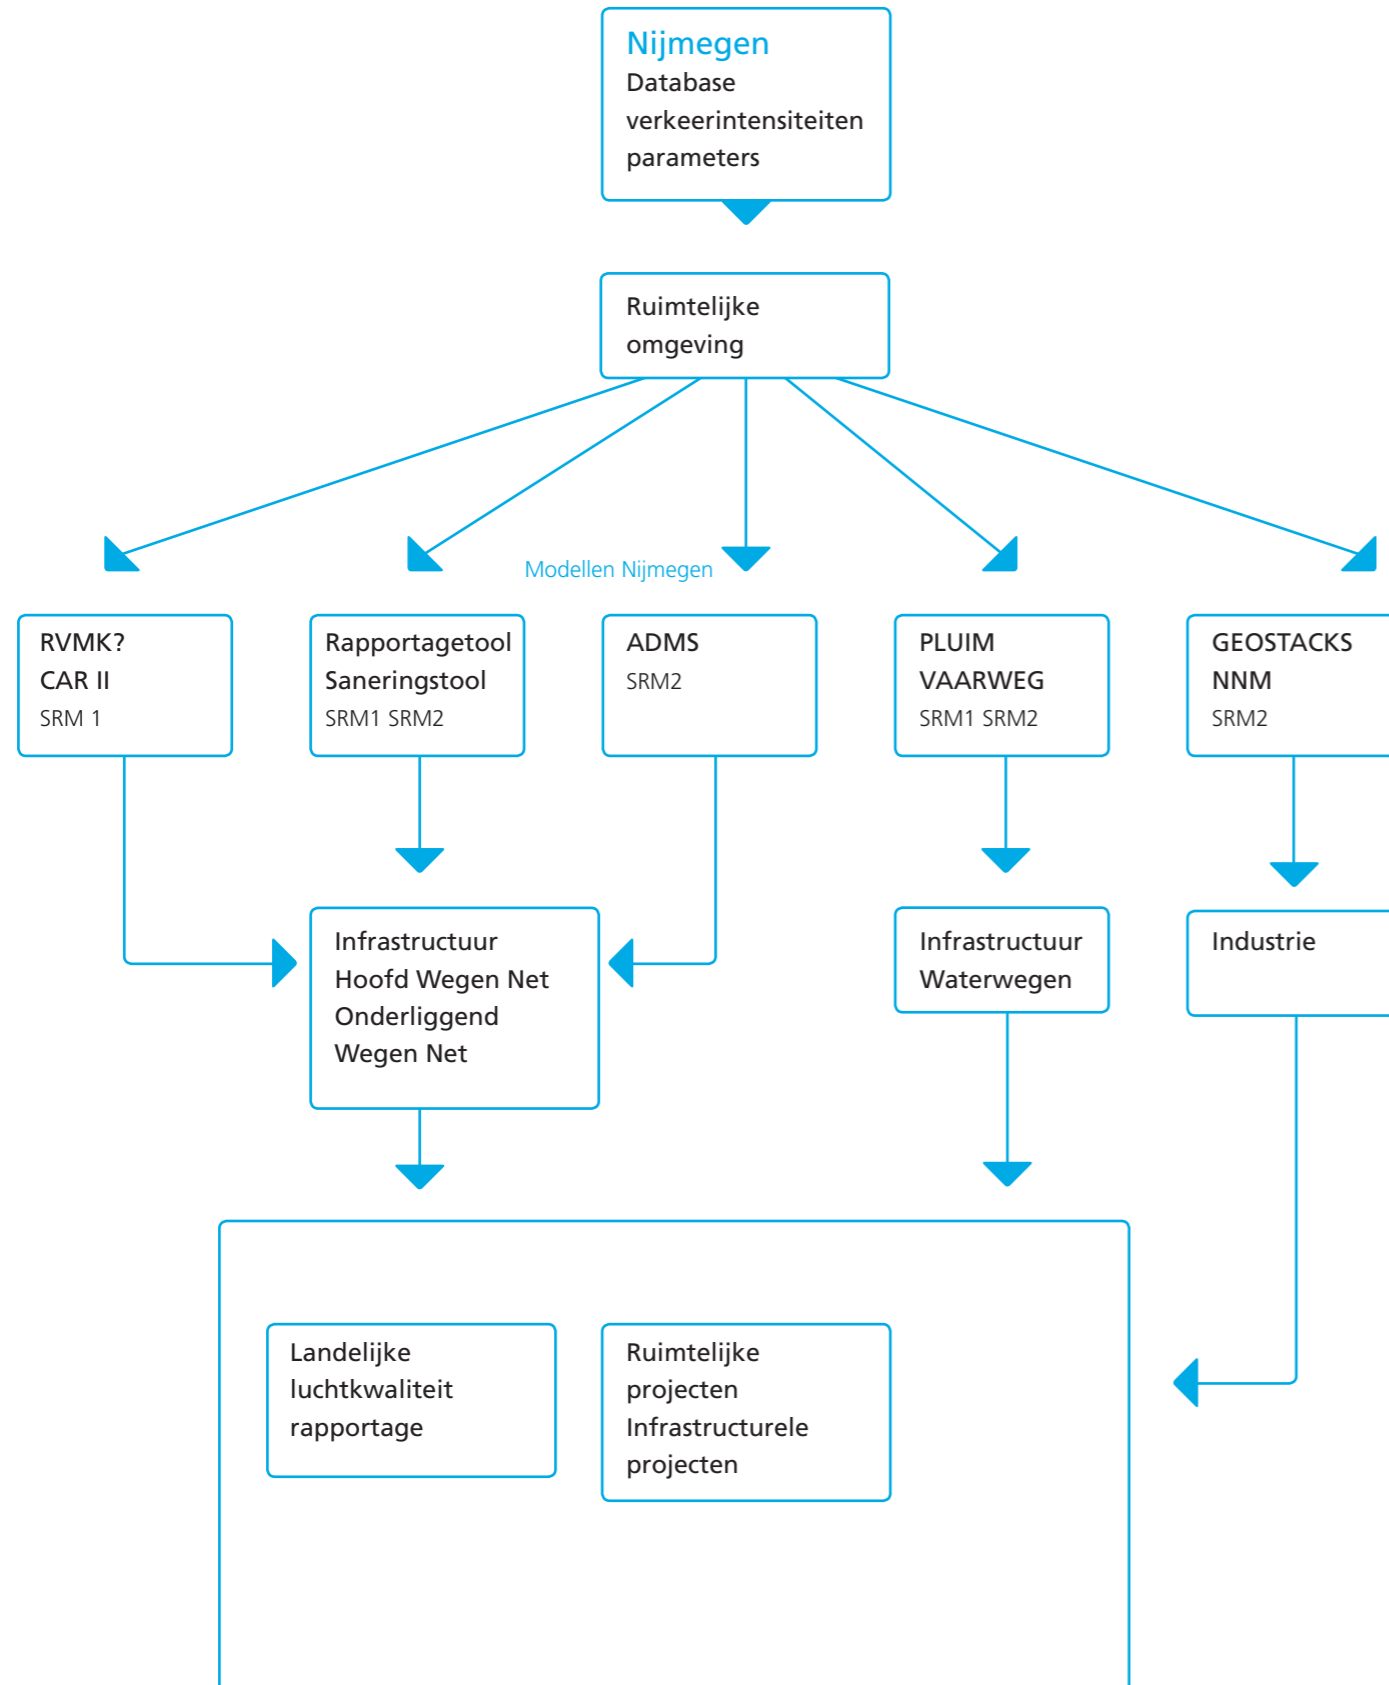 Nijmegen
Database
verkeerintensiteiten
parameters
Ruimtelijke
omgeving
Modellen Nijmegen
RVMK?
CAR II
SRM 1
Rapportagetool
Saneringstool
SRM1 SRM2
ADMS
SRM2
PLUIM
VAARWEG
SRM1 SRM2
GEOSTACKS
NNM
SRM2
Infrastructuur
Hoofd Wegen Net
Onderliggend
Wegen Net
Infrastructuur
Waterwegen
Industrie
Landelijke
luchtkwaliteit
rapportage
Ruimtelijke
projecten
Infrastructurele
projecten